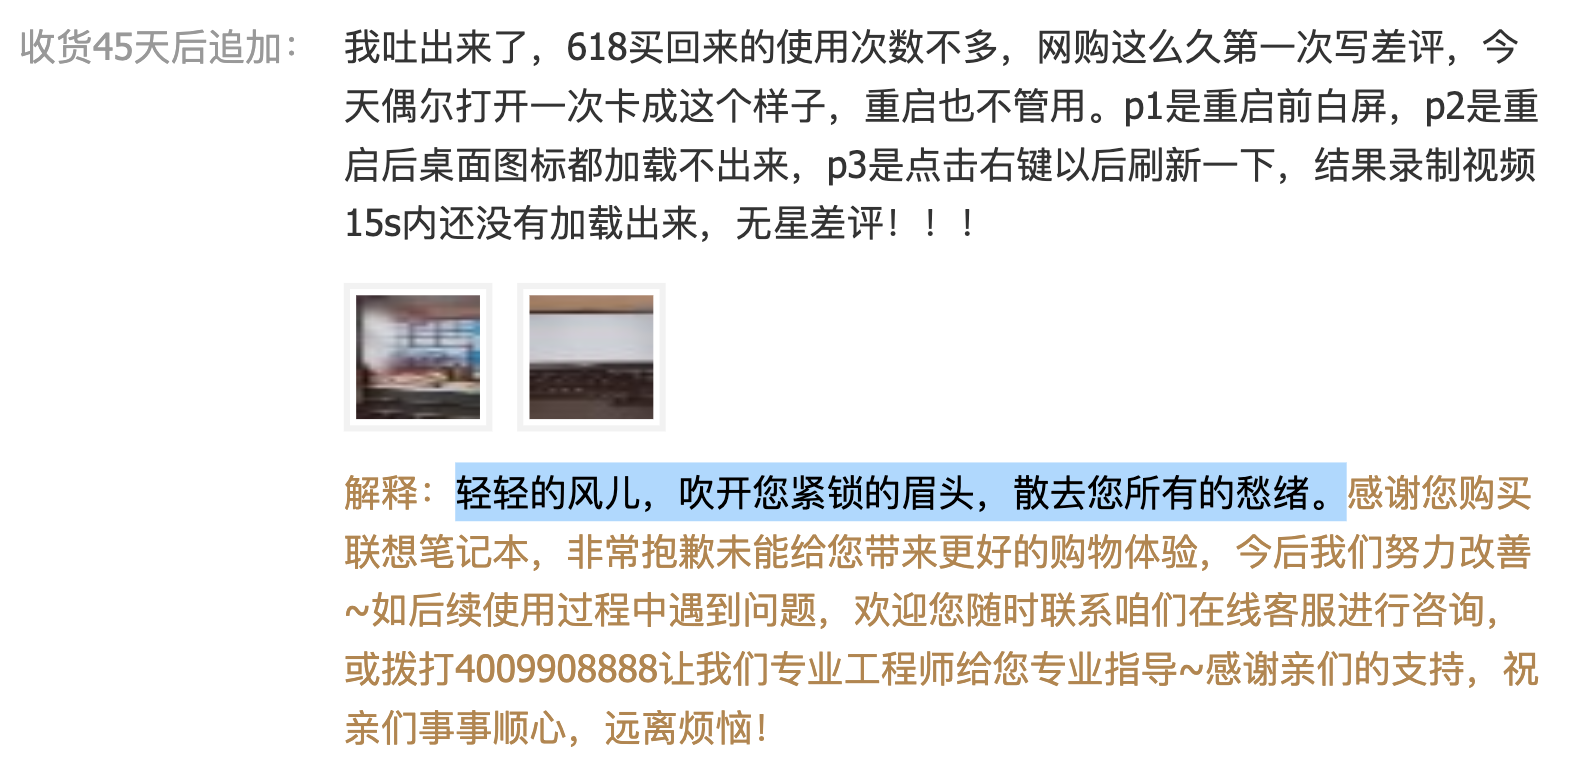 收货45天后追加：
我吐出来了，618买回来的使用次数不多，网购这么久第一次写差评，今
天偶尔打开一次卡成这个样子，重启也不管用。p1是重启前白屏，p2是重
启后桌面图标都加载不出来，p3是点击右键以后刷新一下，结果录制视频
15s内还没有加载出来，无星差评！！！
解释：轻轻的风儿，吹开您紧锁的眉头，散去您所有的愁绪。感谢您购买
联想笔记本，非常抱歉未能给您带来更好的购物体验，今后我们努力改善
~如后续使用过程中遇到问题，欢迎您随时联系咱们在线客服进行咨询，
或拨打4009908888让我们专业工程师给您专业指导~感谢亲们的支持，祝
亲们事事顺心，远离烦恼！